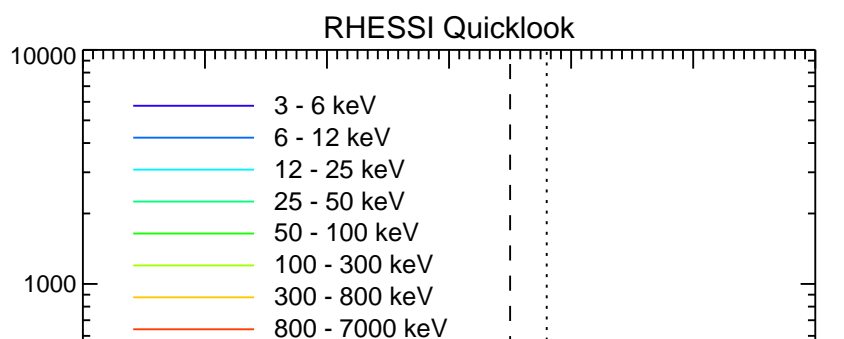 RHESSI Quicklook
10000
3 - 6 keV
6 - 12 keV
12 - 25 keV
25 - 50 keV
50 - 100 keV
100 - 300 keV
1000
300 - 800 keV
800 - 7000 keV